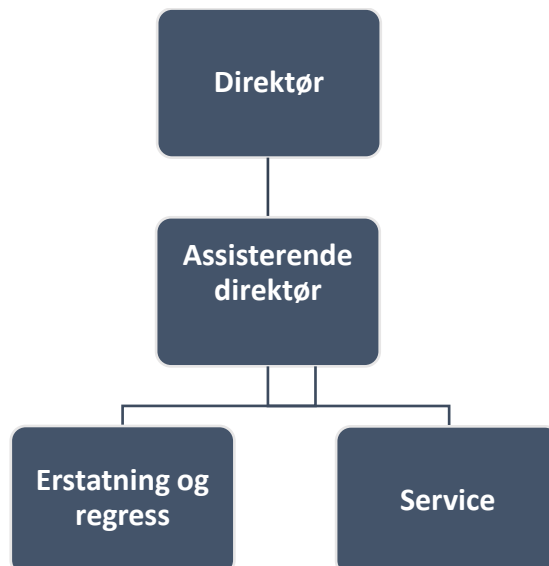 Direktør
Assisterende
direktør
Erstatning og
regress
Service